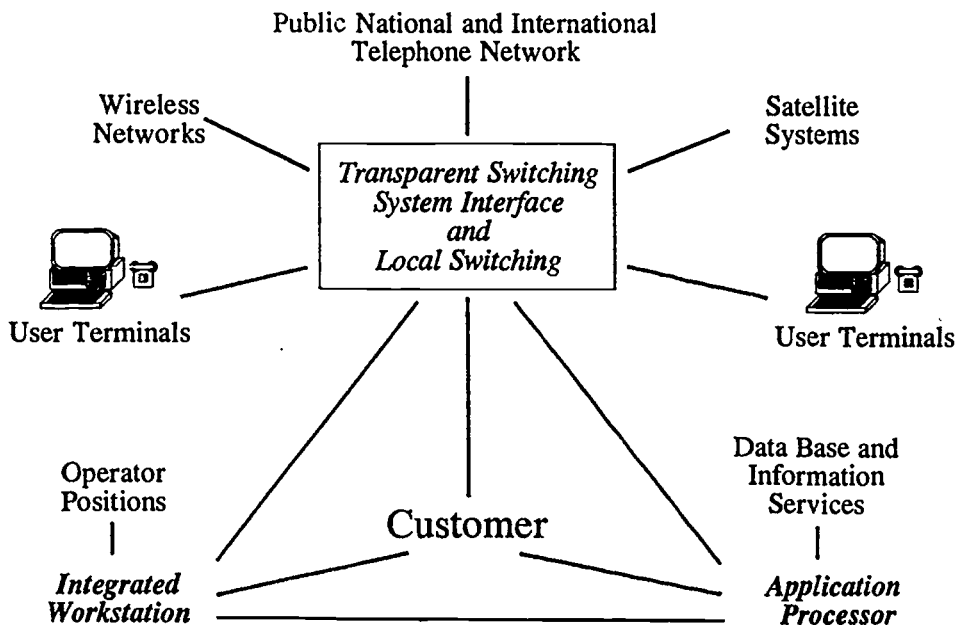 Public National and International
Telephone Network
Wireless
Networks
Satellite
Systems
Transparent Switching
System Interface
and
Local Switching
User Terminals
User Terminals
Operator
Positions
Data Base and
Information
Services
Customer
Integrated
Workstation
Application
Processor